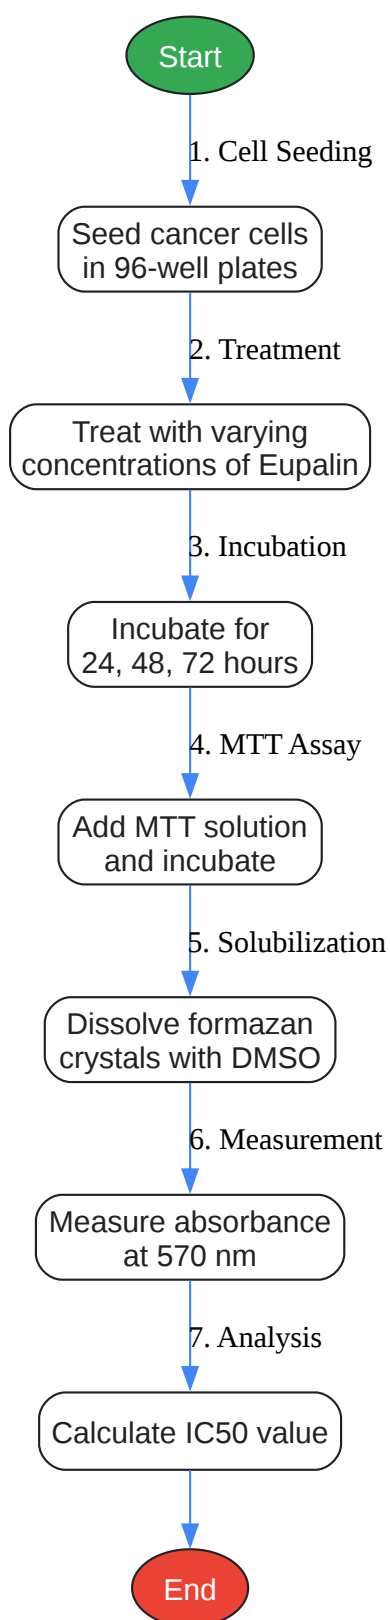 Start
1. Cell Seeding
Seed cancer cells
in 96-well plates
2. Treatment
Treat with varying
concentrations of Eupalin
3. Incubation
Incubate for
24, 48, 72 hours
4. MTT Assay
Add MTT solution
and incubate
5. Solubilization
Dissolve formazan
crystals with DMSO
6. Measurement
Measure absorbance
at 570 nm
7. Analysis
Calculate IC50 value
End